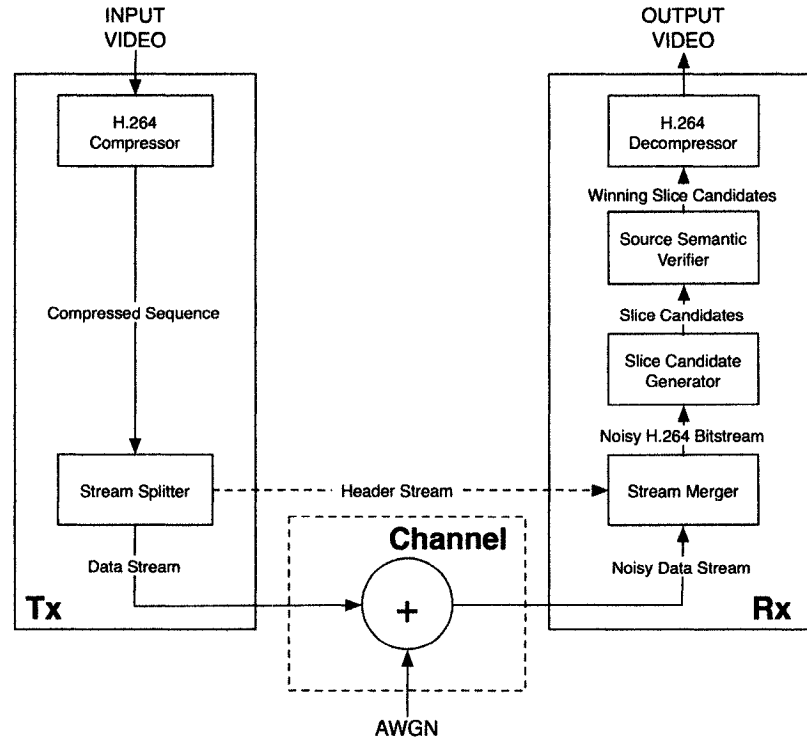 INPUT
VIDEO
H.264
Compressor
Compressed Sequence
Stream Splitter
Data Stream
Tx
Header Stream
Channel
+
AWGN
OUTPUT
VIDEO
H.264
Decompressor
Winning Slice Candidates
Source Semantic
Verifier
Slice Candidates
Slice Candidate
Generator
Noisy H.264 Bitstream
Stream Merger
Noisy Data Stream
Rx